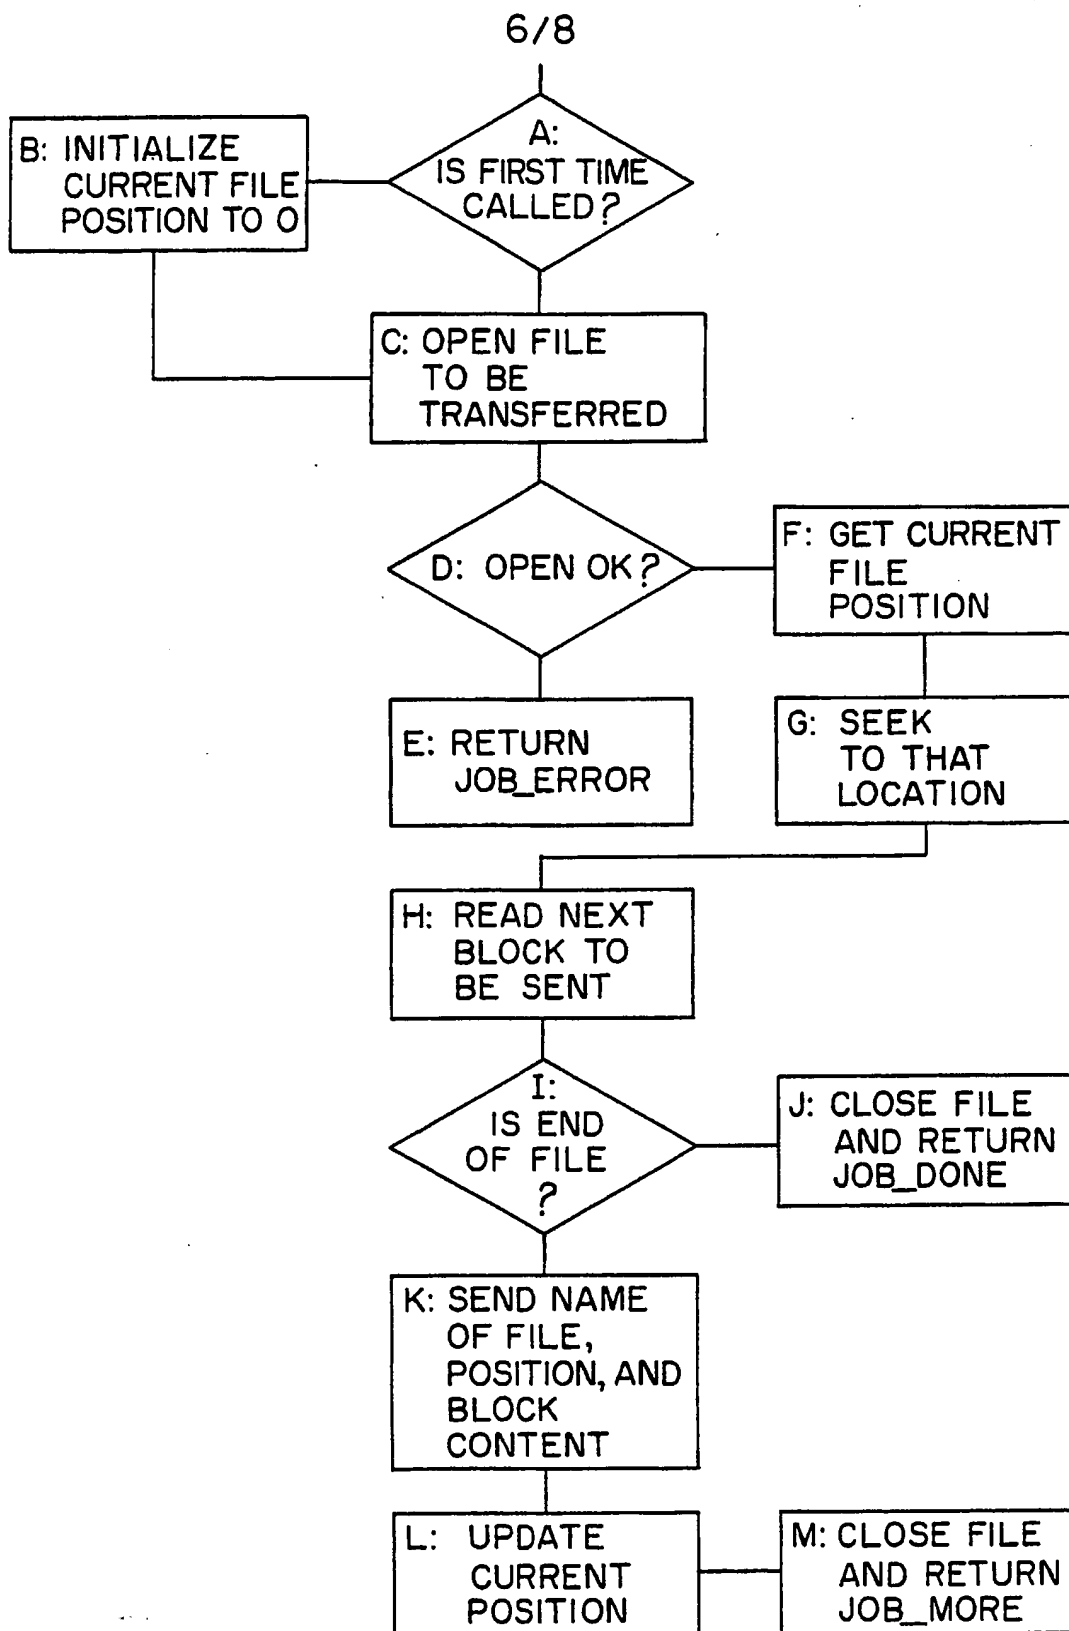 6/8
A:
IS FIRST TIME
CALLED?
B: INITIALIZE
CURRENT FILE
POSITION TO 0
C: OPEN FILE
TO BE
TRANSFERRED
D: OPEN OK?
F: GET CURRENT
FILE
POSITION
E: RETURN
JOB_ERROR
G: SEEK
TO THAT
LOCATION
H: READ NEXT
BLOCK TO
BE SENT
I:
IS END
OF FILE
?
J: CLOSE FILE
AND RETURN
JOB_DONE
K: SEND NAME
OF FILE,
POSITION, AND
BLOCK
CONTENT
L: UPDATE
CURRENT
POSITION
M: CLOSE FILE
AND RETURN
JOB_MORE